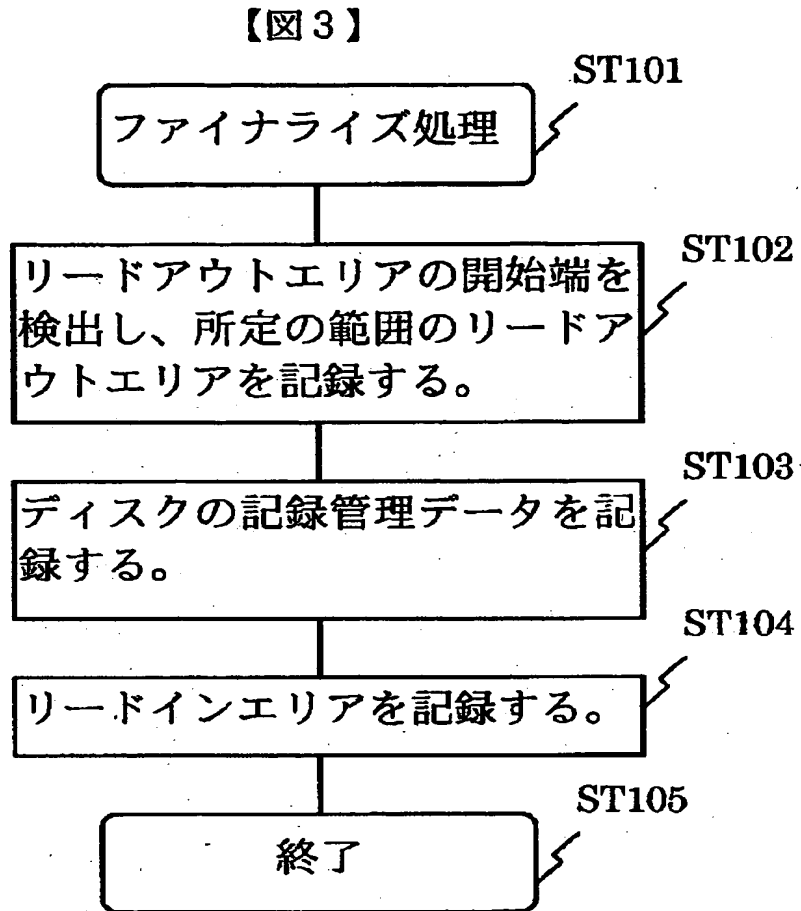 【図3】
ST101
ファイナライズ処理
ST102
リードアウトエリアの開始端を
検出し、所定の範囲のリードア
ウトエリアを記録する。
ST103
ディスクの記録管理データを記
録する。
ST104
リードインエリアを記録する。
ST105
終了